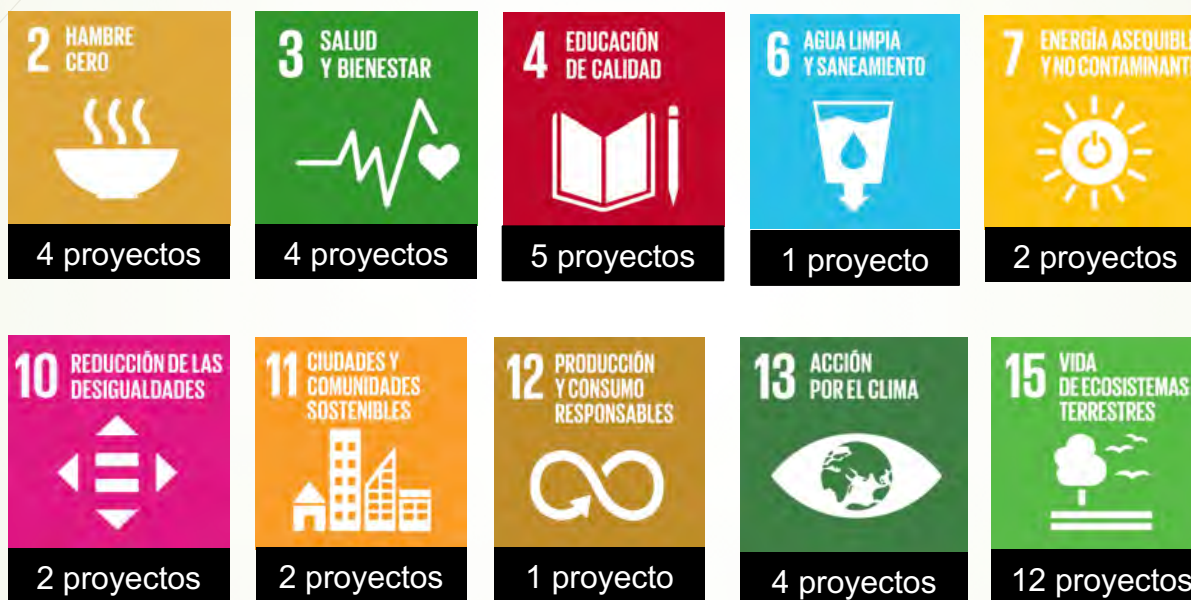 2 HAMBRE
CERO
4 proyectos
3 SALUD
Y BIENESTAR
4 proyectos
4 EDUCACIÓN
DE CALIDAD
5 proyectos
6 AGUA LIMPIA
Y SANEAMIENTO
1 proyecto
7 ENERGÍA ASEQUIBLE
Y NO CONTAMINANTE
2 proyectos
10 REDUCCIÓN DE LAS
DESIGUALDADES
2 proyectos
11 CIUDADES Y
COMUNIDADES
SOSTENIBLES
2 proyectos
12 PRODUCCIÓN
Y CONSUMO
RESPONSABLES
1 proyecto
13 ACCIÓN
POR EL CLIMA
4 proyectos
15 VIDA
DE ECOSISTEMAS
TERRESTRES
12 proyectos